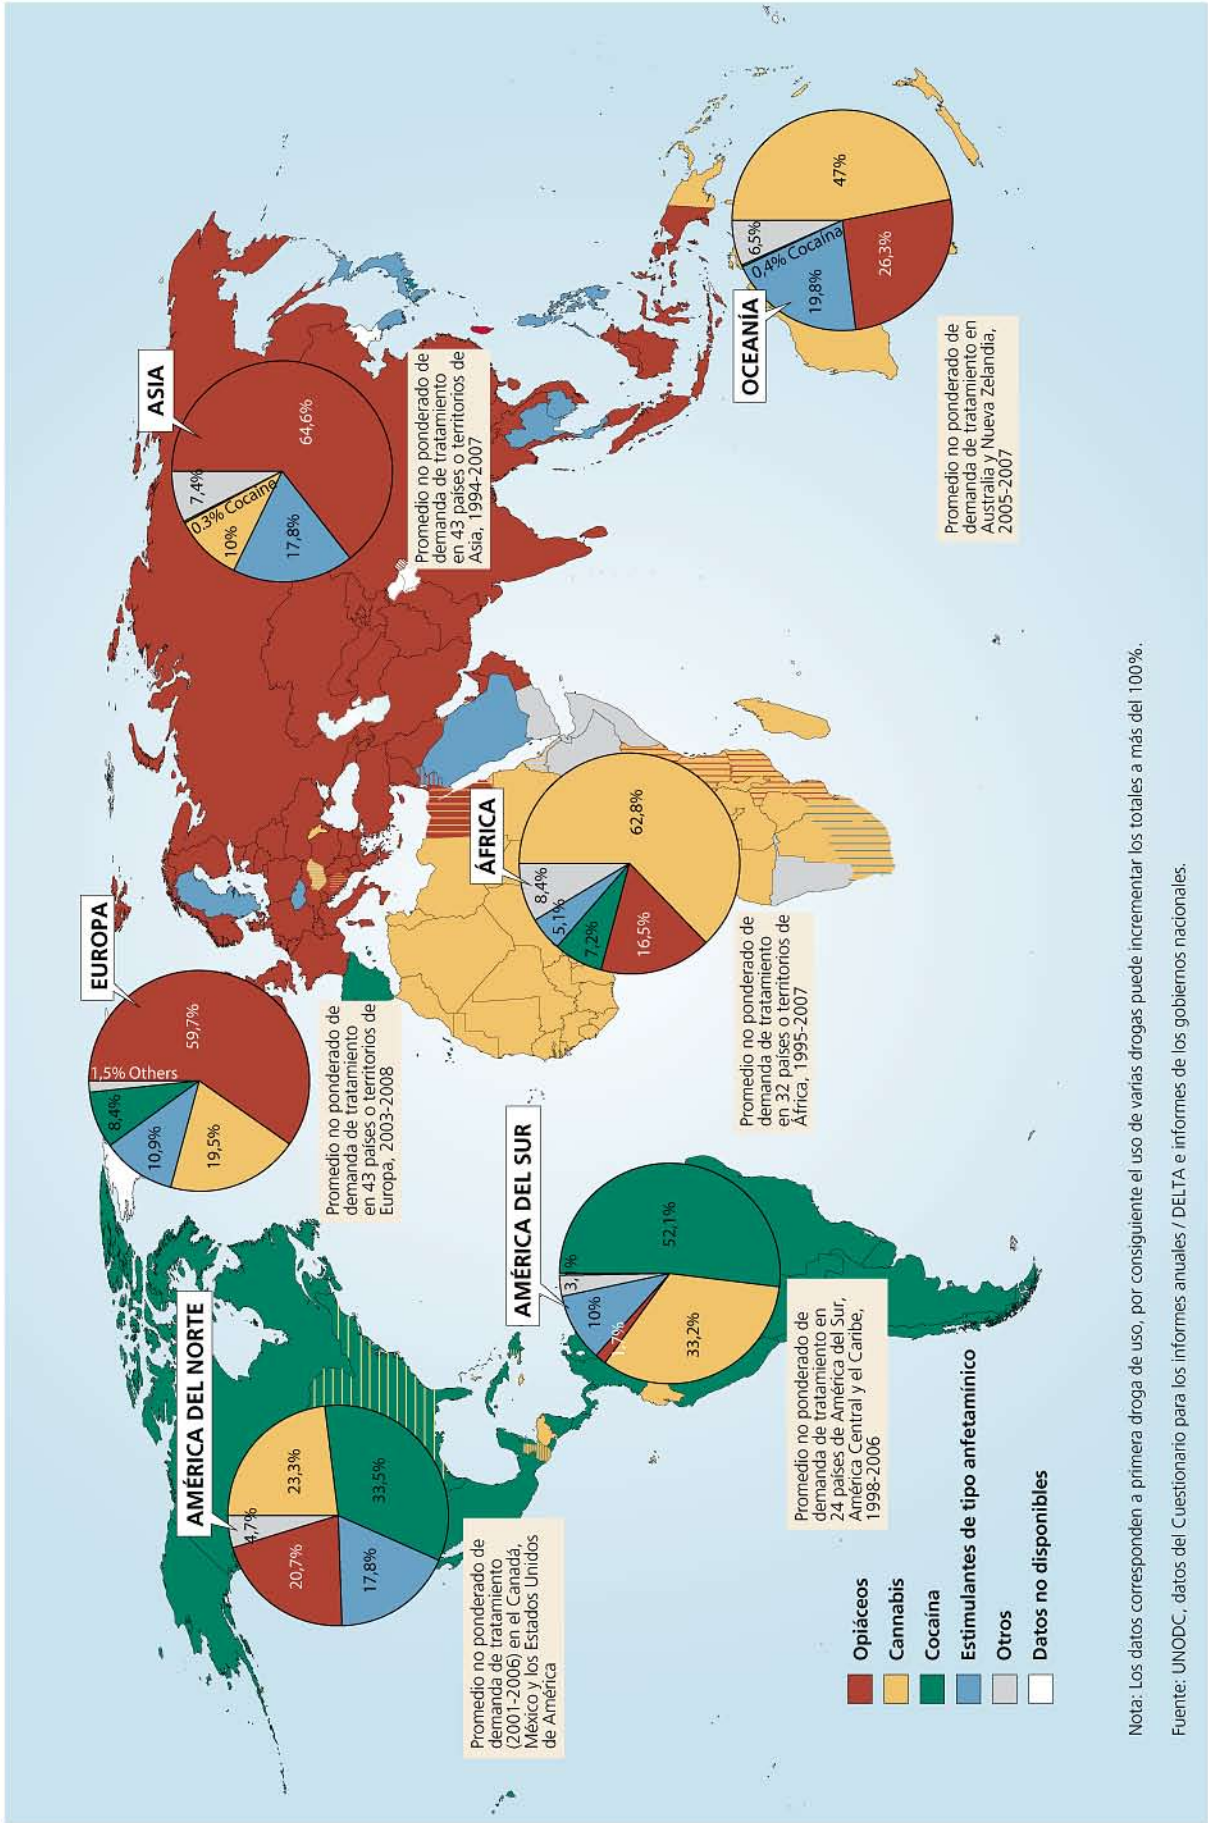 EUROPA
1,5% Others
8,4%
10,9%
19,5%
59,7%
Promedio no ponderado de
demanda de tratamiento
en 43 países o territorios de
Europa, 2003-2008
ASIA
7,4%
0.3% Cocaine
10%
17,8%
64,6%
Promedio no ponderado de
demanda de tratamiento
en 43 países o territorios de
Asia, 1994-2007
AMÉRICA DEL NORTE
4,7%
23,3%
20,7%
33,5%
17,8%
Promedio no ponderado de
demanda de tratamiento
(2001-2006) en el Canadá,
México y los Estados Unidos
de América
ÁFRICA
8,4%
5,1%
7,2%
16,5%
62,8%
Promedio no ponderado de
demanda de tratamiento
en 32 países o territorios de
África, 1995-2007
AMÉRICA DEL SUR
3,1%
10%
1,7%
33,2%
52,1%
Promedio no ponderado de
demanda de tratamiento en
24 países de América del Sur,
América Central y el Caribe,
1998-2006
OCEANÍA
6,5%
0,4% Cocaína
19,8%
47%
26,3%
Promedio no ponderado de
demanda de tratamiento en
Australia y Nueva Zelandia,
2005-2007
Opiáceos
Cannabis
Cocaína
Estimulantes de tipo anfetamínico
Otros
Datos no disponibles
Nota: Los datos corresponden a primera droga de uso, por consiguiente el uso de varias drogas puede incrementar los totales a más del 100%.
Fuente: UNODC, datos del Cuestionario para los informes anuales / DELTA e informes de los gobiernos nacionales.